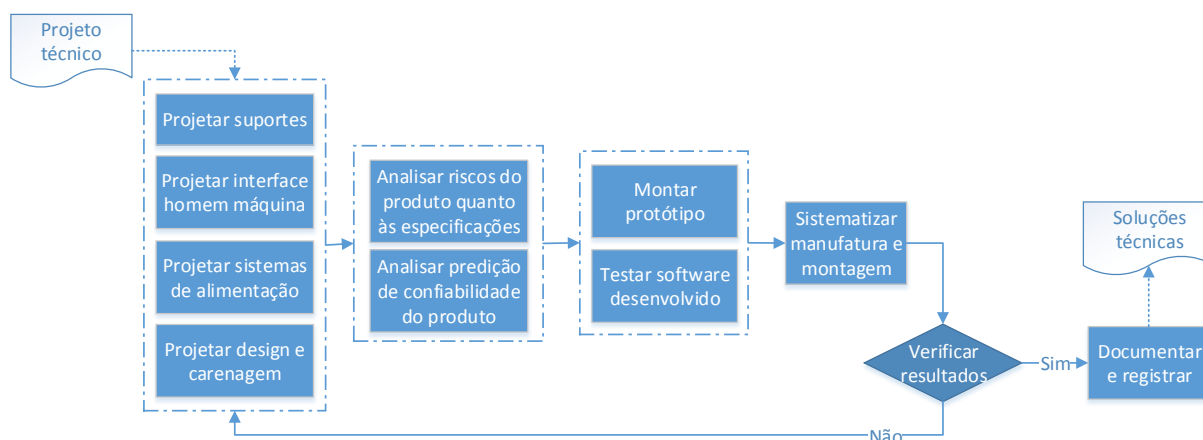 Projeto
técnico
Projetar suportes
Projetar interface
homem máquina
Projetar sistemas
de alimentação
Projetar design e
carenagem
Analisar riscos do
produto quanto
às especificações
Analisar predição
de confiabilidade
do produto
Montar
protótipo
Testar software
desenvolvido
Sistematizar
manufatura e
montagem
Verificar
resultados
Sim
Não
Documentar
e registrar
Soluções
técnicas